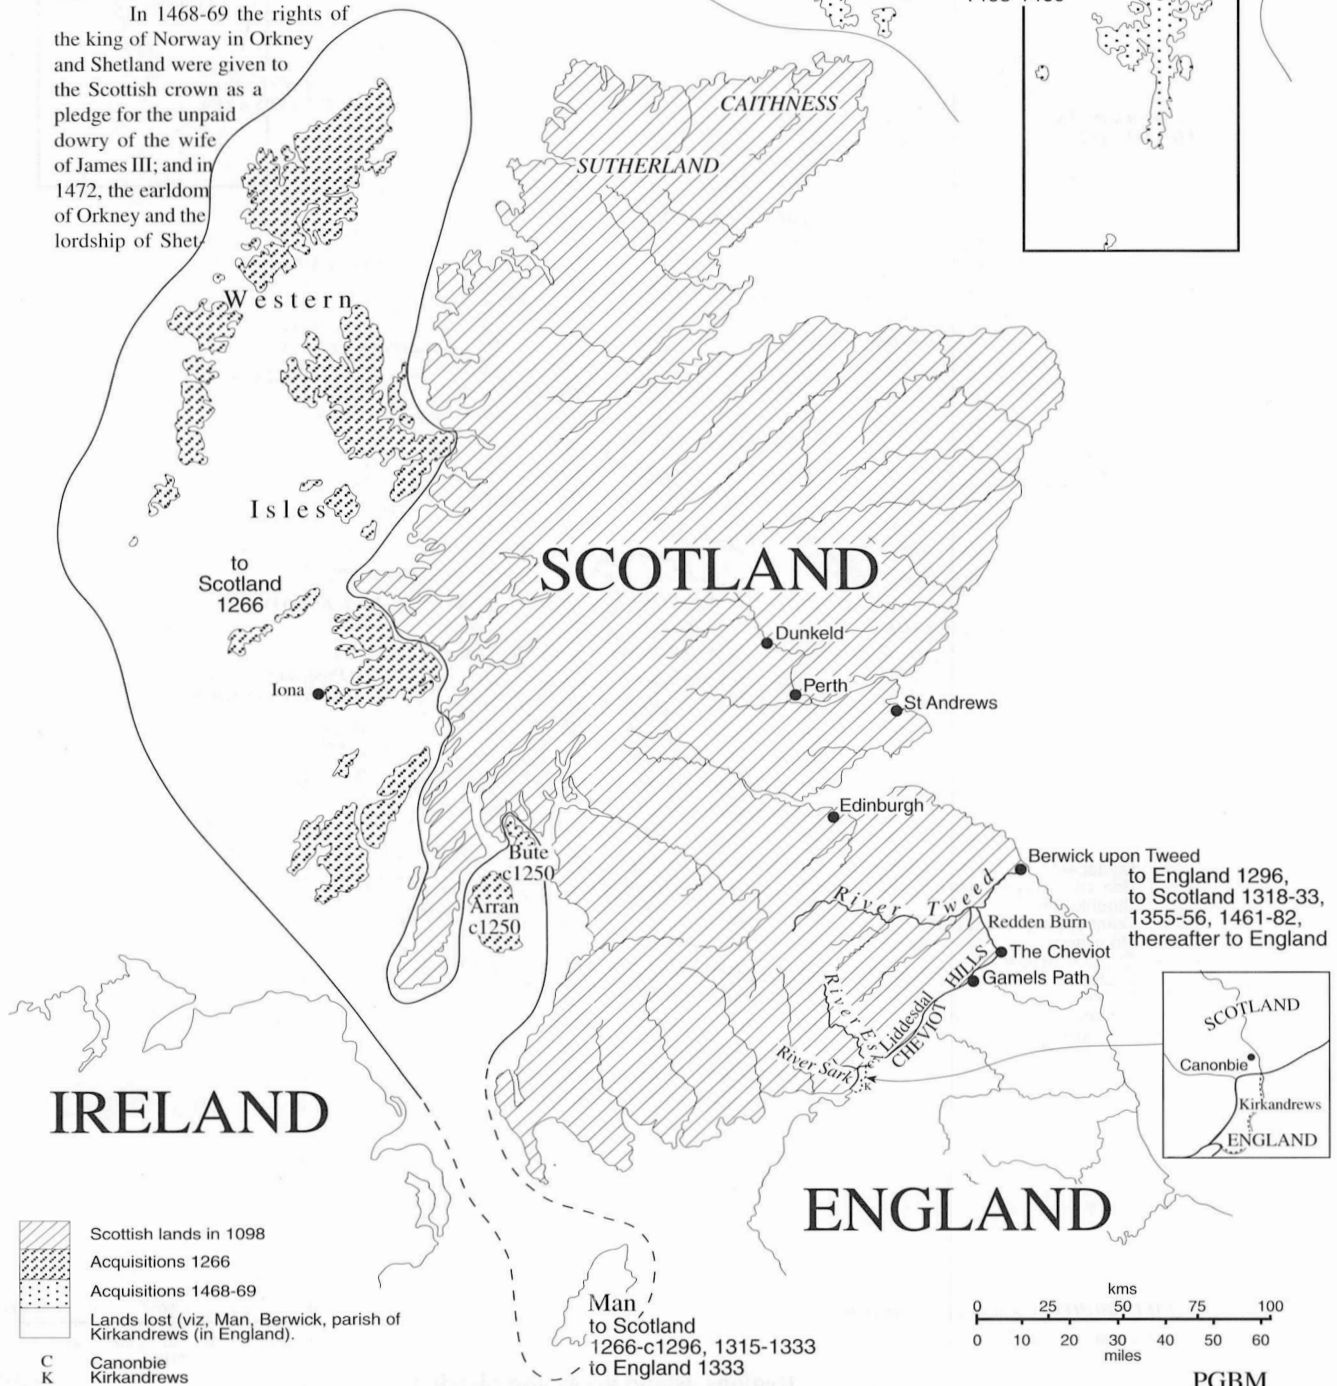 In 1468-69 the rights of
the king of Norway in Orkney
and Shetland were given to
the Scottish crown as a
pledge for the unpaid
dowry of the wife
of James III; and in
1472, the earldom
of Orkney and the
lordship of Shet-
CAITHNESS
SUTHERLAND
Western
Isles
to
Scotland
1266
SCOTLAND
Dunkeld
Iona
Perth
St Andrews
Edinburgh
Bute
c1250
Arran
c1250
Berwick upon Tweed
to England 1296,
to Scotland 1318-33,
1355-56, 1461-82,
thereafter to England
River Tweed
Redden Burn
The Cheviot
Gamels Path
CHEVIOT HILLS
Liddesdal
River Es
River Sark
K
SCOTLAND
Canonbie
Kirkandrews
ENGLAND
IRELAND
ENGLAND
Man
to Scotland
1266-c1296, 1315-1333
to England 1333
Scottish lands in 1098
Acquisitions 1266
Acquisitions 1468-69
Lands lost (viz, Man, Berwick, parish of
Kirkandrews (in England).
C Canonbie
K Kirkandrews
kms
0 25 50 75 100
0 10 20 30 40 50 60
miles
PGBM